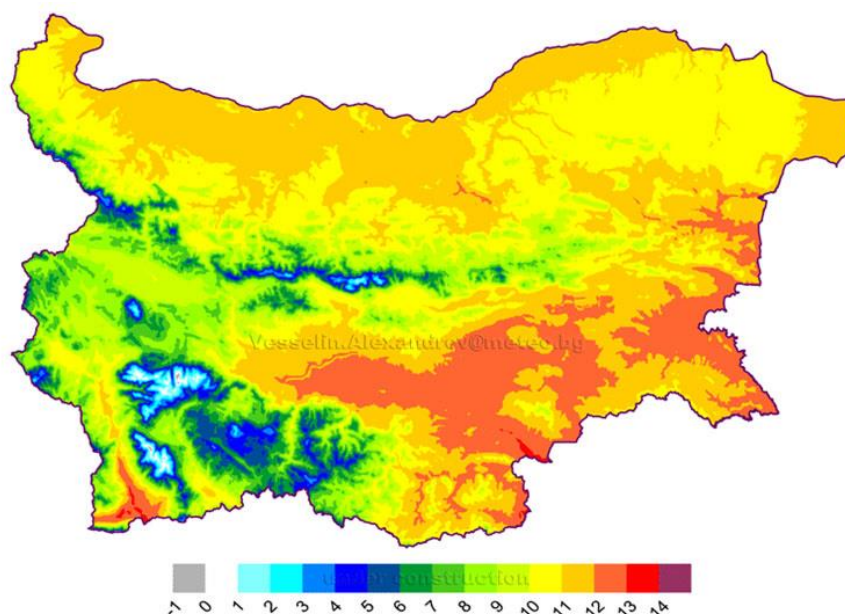 Vesselin.Alexandrov@meteo.bg
under construction
-1 0 1 2 3 4 5 6 7 8 9 10 11 12 13 14